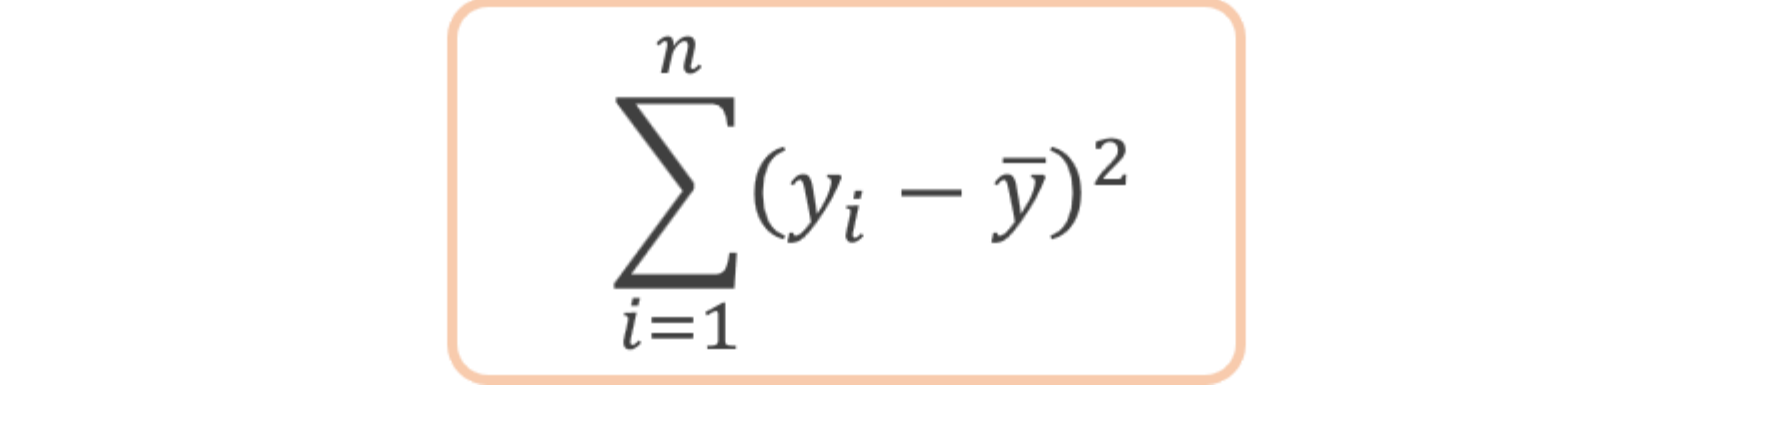 n
∑(yᵢ − ȳ)²
i=1